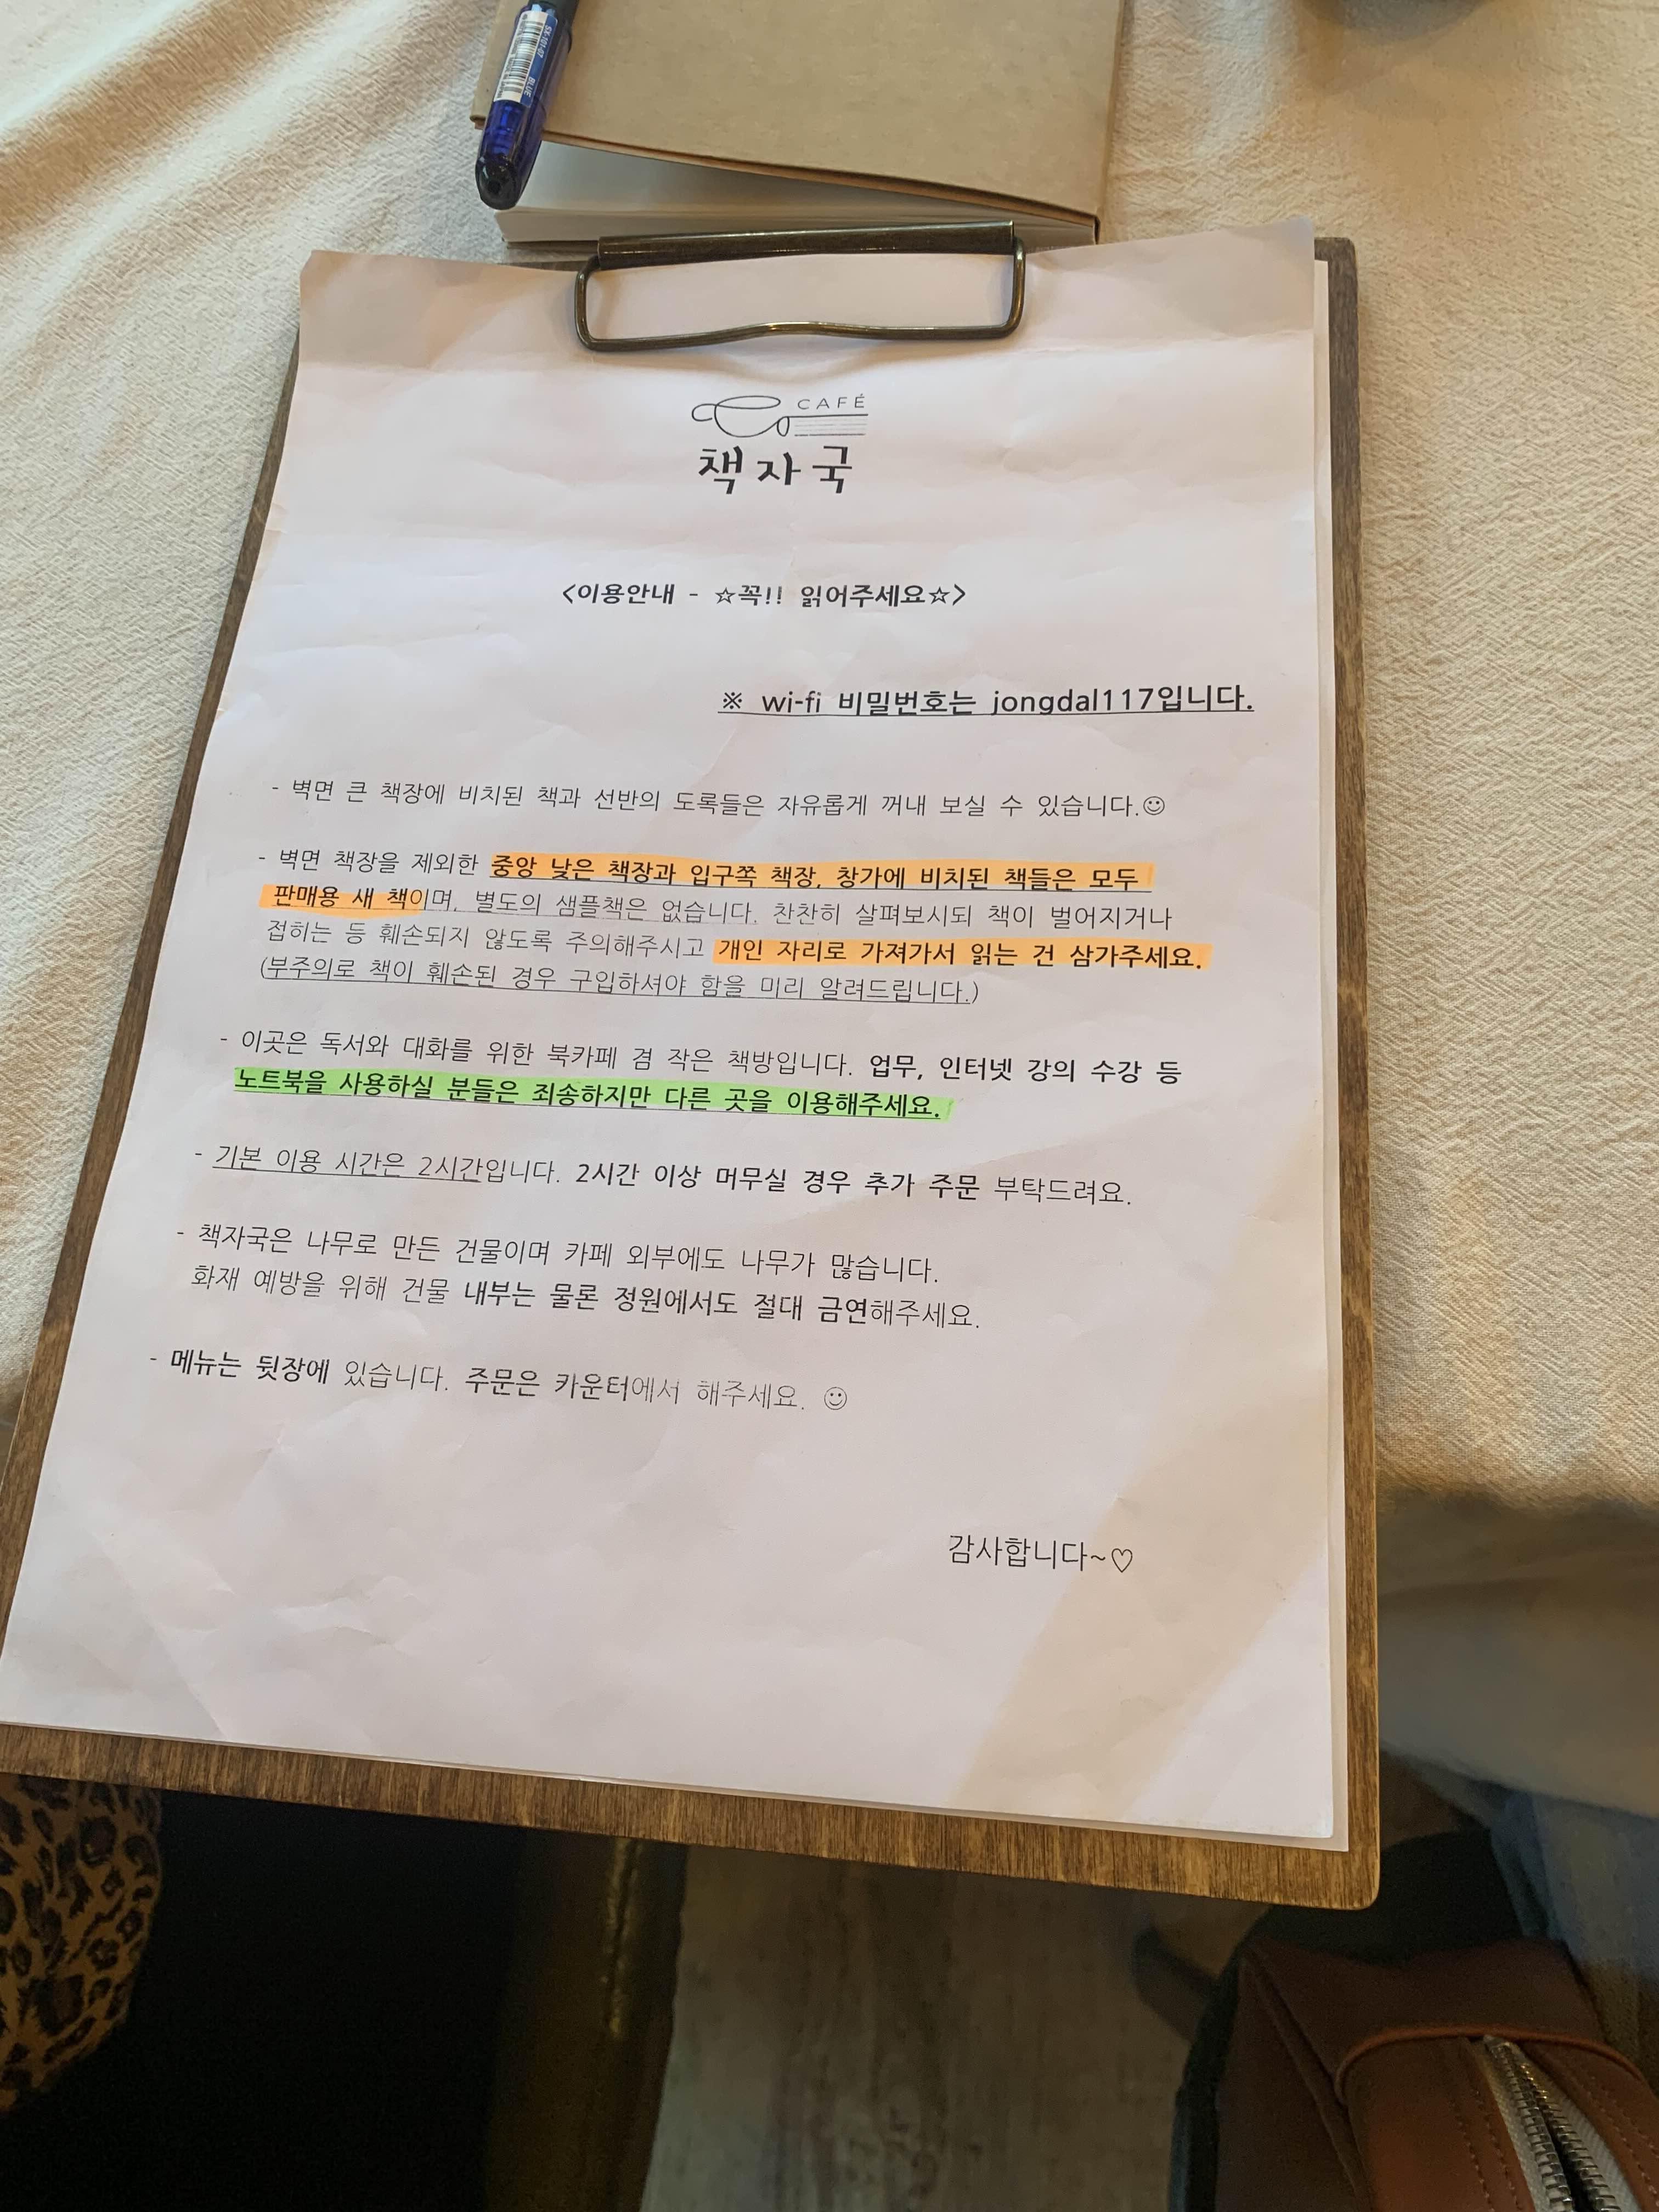 BLUE
CAFÉ
책자국
<이용안내 - ☆꼭!! 읽어주세요☆>
※ wi-fi 비밀번호는 jongdal117입니다.
- 벽면 큰 책장에 비치된 책과 선반의 도록들은 자유롭게 꺼내 보실 수 있습니다.☺
- 벽면 책장을 제외한 중앙 낮은 책장과 입구쪽 책장, 창가에 비치된 책들은 모두
판매용 새 책이며, 별도의 샘플책은 없습니다. 찬찬히 살펴보시되 책이 벌어지거나
접히는 등 훼손되지 않도록 주의해주시고 개인 자리로 가져가서 읽는 건 삼가주세요.
(부주의로 책이 훼손된 경우 구입하셔야 함을 미리 알려드립니다.)
- 이곳은 독서와 대화를 위한 북카페 겸 작은 책방입니다. 업무, 인터넷 강의 수강 등
노트북을 사용하실 분들은 죄송하지만 다른 곳을 이용해주세요.
- 기본 이용 시간은 2시간입니다. 2시간 이상 머무실 경우 추가 주문 부탁드려요.
- 책자국은 나무로 만든 건물이며 카페 외부에도 나무가 많습니다.
화재 예방을 위해 건물 내부는 물론 정원에서도 절대 금연해주세요.
- 메뉴는 뒷장에 있습니다. 주문은 카운터에서 해주세요. ☺
감사합니다~♡